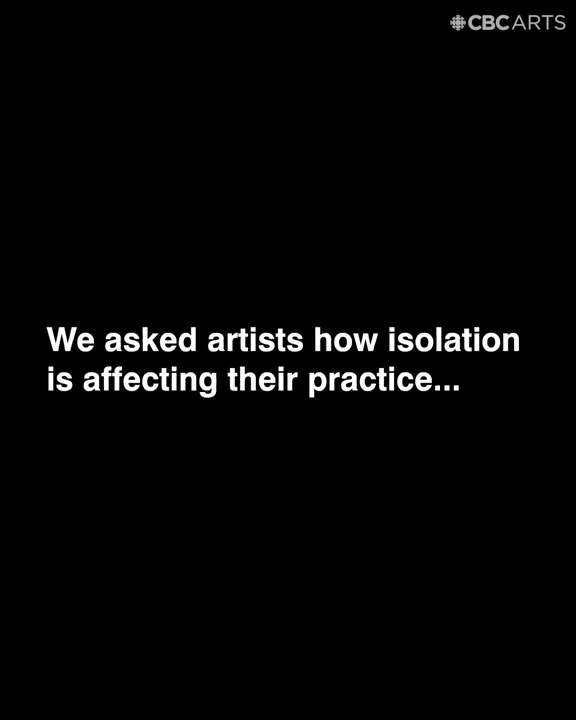 CBC ARTS
We asked artists how isolation
is affecting their practice...